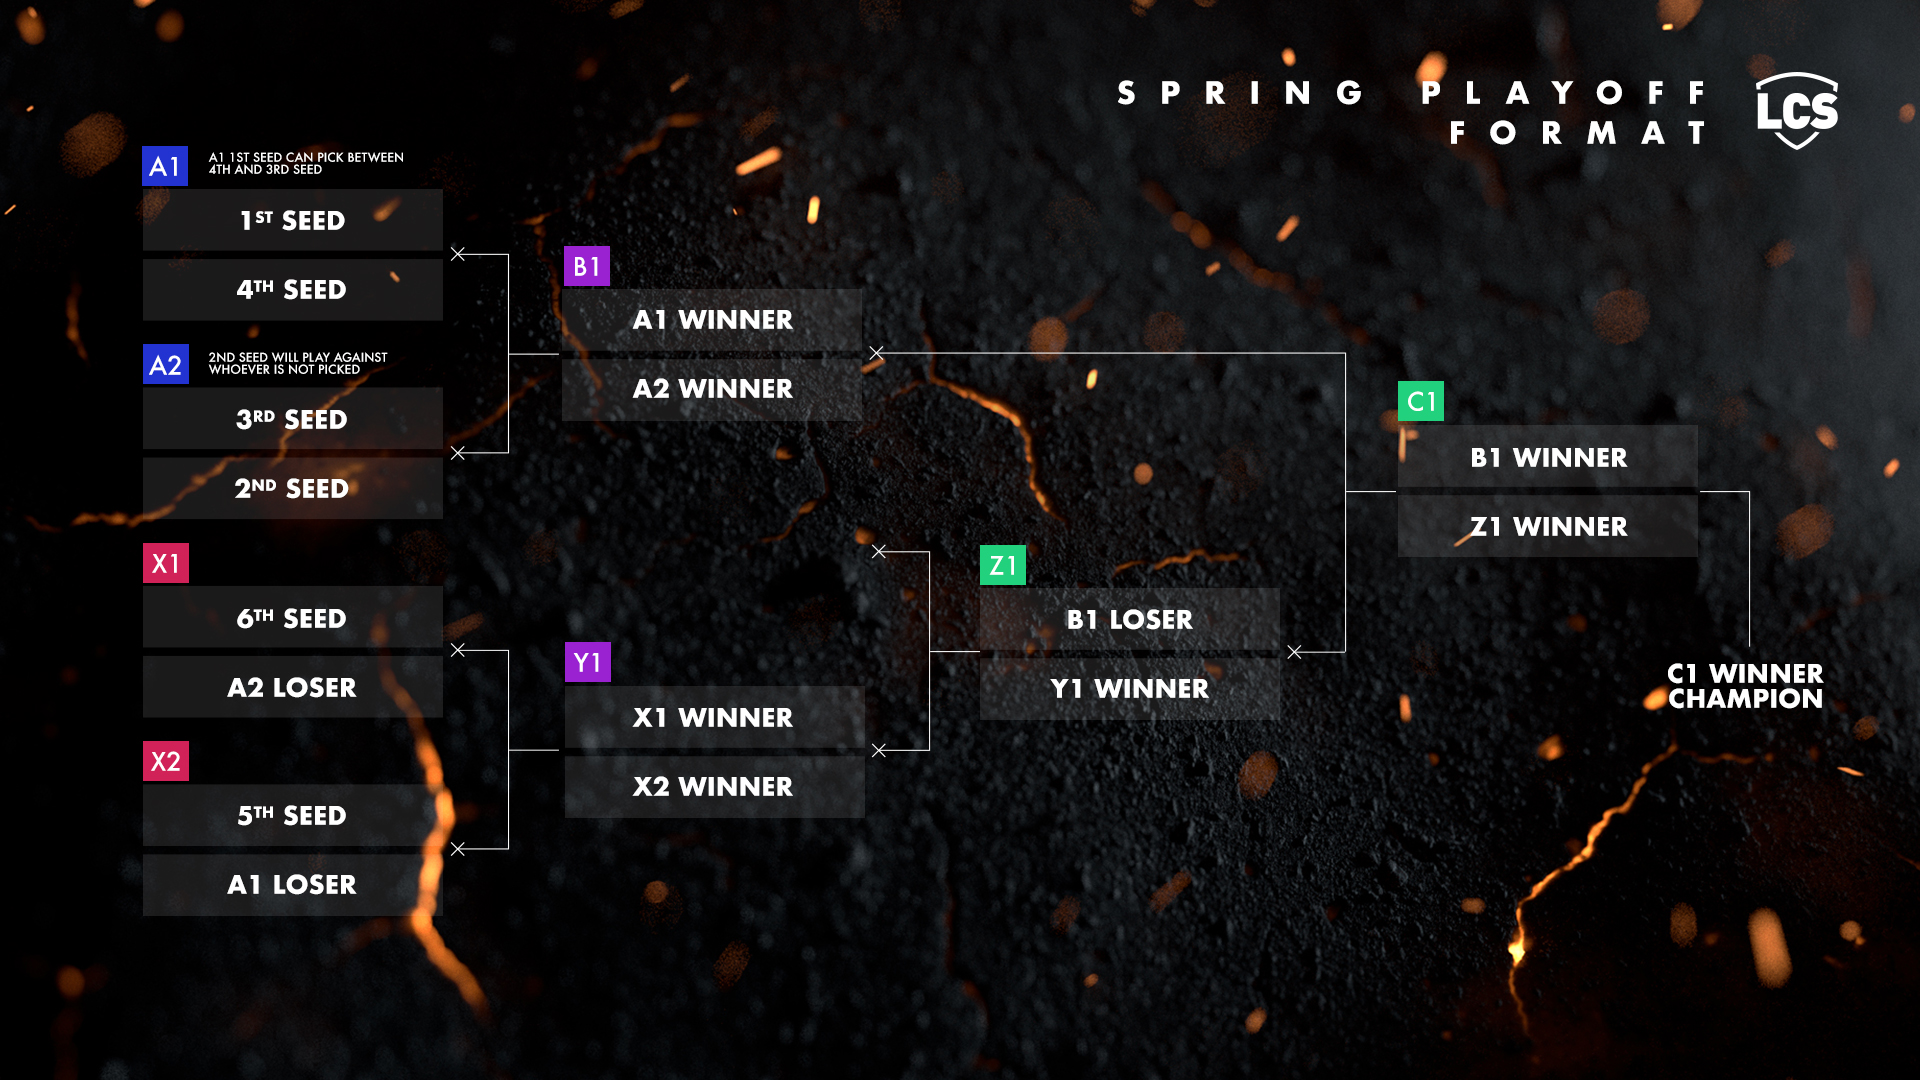 SPRING PLAYOFF
FORMAT
LCS
A1
A1 1ST SEED CAN PICK BETWEEN
4TH AND 3RD SEED
1ST SEED
4TH SEED
A2
2ND SEED WILL PLAY AGAINST
WHOEVER IS NOT PICKED
3RD SEED
2ND SEED
X1
6TH SEED
A2 LOSER
X2
5TH SEED
A1 LOSER
B1
A1 WINNER
A2 WINNER
Y1
X1 WINNER
X2 WINNER
Z1
B1 LOSER
Y1 WINNER
C1
B1 WINNER
Z1 WINNER
C1 WINNER
CHAMPION